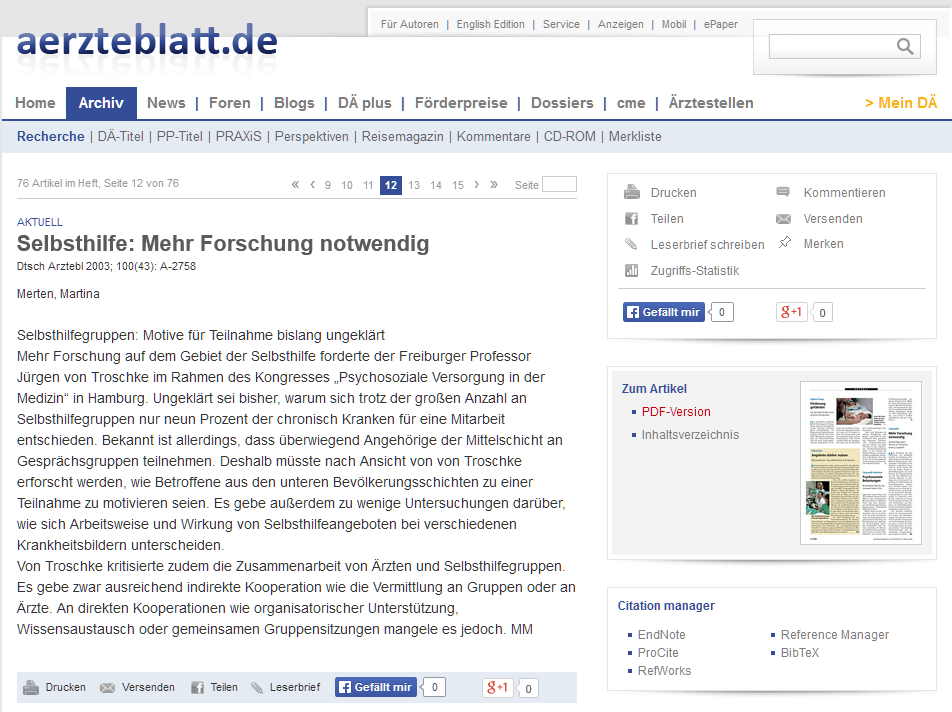 Für Autoren | English Edition | Service | Anzeigen | Mobil | ePaper
aerzteblatt.de
Home Archiv News | Foren | Blogs | DÄ plus | Förderpreise | Dossiers | cme | Ärztestellen > Mein DÄ
Recherche | DÄ-Titel | PP-Titel | PRAXiS | Perspektiven | Reisemagazin | Kommentare | CD-ROM | Merkliste
76 Artikel im Heft, Seite 12 von 76 « ‹ 9 10 11 12 13 14 15 › » Seite
AKTUELL
Selbsthilfe: Mehr Forschung notwendig
Dtsch Arztebl 2003; 100(43): A-2758
Merten, Martina
Selbsthilfegruppen: Motive für Teilnahme bislang ungeklärt
Mehr Forschung auf dem Gebiet der Selbsthilfe forderte der Freiburger Professor
Jürgen von Troschke im Rahmen des Kongresses „Psychosoziale Versorgung in der
Medizin“ in Hamburg. Ungeklärt sei bisher, warum sich trotz der großen Anzahl an
Selbsthilfegruppen nur neun Prozent der chronisch Kranken für eine Mitarbeit
entschieden. Bekannt ist allerdings, dass überwiegend Angehörige der Mittelschicht an
Gesprächsgruppen teilnehmen. Deshalb müsste nach Ansicht von von Troschke
erforscht werden, wie Betroffene aus den unteren Bevölkerungsschichten zu einer
Teilnahme zu motivieren seien. Es gebe außerdem zu wenige Untersuchungen darüber,
wie sich Arbeitsweise und Wirkung von Selbsthilfeangeboten bei verschiedenen
Krankheitsbildern unterscheiden.
Von Troschke kritisierte zudem die Zusammenarbeit von Ärzten und Selbsthilfegruppen.
Es gebe zwar ausreichend indirekte Kooperation wie die Vermittlung an Gruppen oder an
Ärzte. An direkten Kooperationen wie organisatorischer Unterstützung,
Wissensaustausch oder gemeinsamen Gruppensitzungen mangele es jedoch. MM
Drucken Versenden Teilen Leserbrief Gefällt mir 0 g+1 0
Drucken Kommentieren
Teilen Versenden
Leserbrief schreiben Merken
Zugriffs-Statistik
Gefällt mir 0 g+1 0
Zum Artikel
PDF-Version
Inhaltsverzeichnis
Citation manager
EndNote Reference Manager
ProCite BibTeX
RefWorks